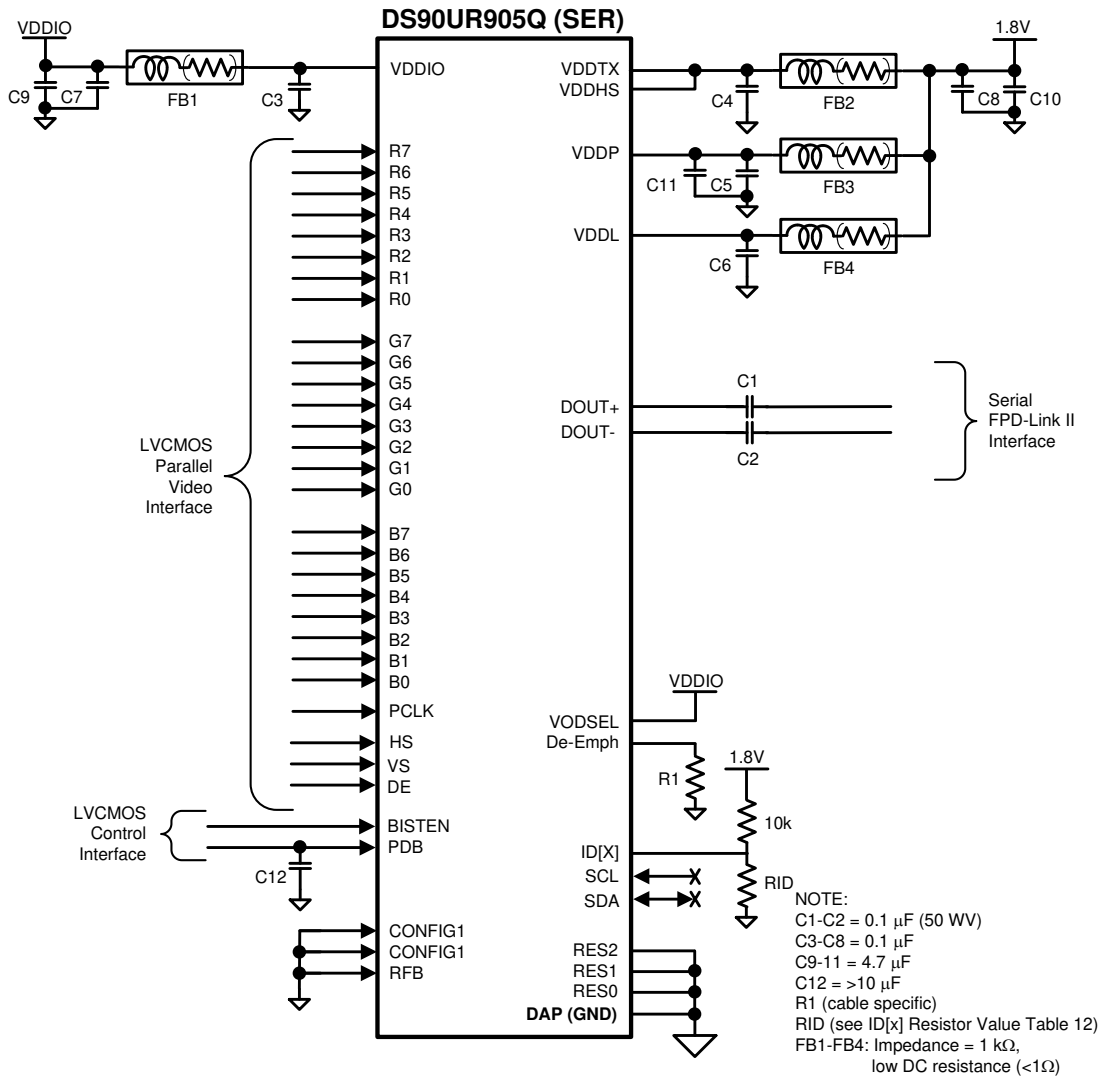 DS90UR905Q (SER)
VDDIO
C9
C7
FB1
C3
VDDIO
VDDTX
VDDHS
C4
FB2
1.8V
C8
C10
VDDP
C11
C5
FB3
VDDL
C6
FB4
LVCMOS
Parallel
Video
Interface
R7
R6
R5
R4
R3
R2
R1
R0
G7
G6
G5
G4
G3
G2
G1
G0
B7
B6
B5
B4
B3
B2
B1
B0
PCLK
HS
VS
DE
DOUT+
DOUT-
C1
C2
Serial
FPD-Link II
Interface
VDDIO
VODSEL
De-Emph
R1
1.8V
10k
ID[X]
RID
SCL
SDA
LVCMOS
Control
Interface
BISTEN
PDB
C12
CONFIG1
CONFIG1
RFB
RES2
RES1
RES0
DAP (GND)
NOTE:
C1-C2 = 0.1 μF (50 WV)
C3-C8 = 0.1 μF
C9-11 = 4.7 μF
C12 = >10 μF
R1 (cable specific)
RID (see ID[x] Resistor Value Table 12)
FB1-FB4: Impedance = 1 kΩ,
low DC resistance (<1Ω)